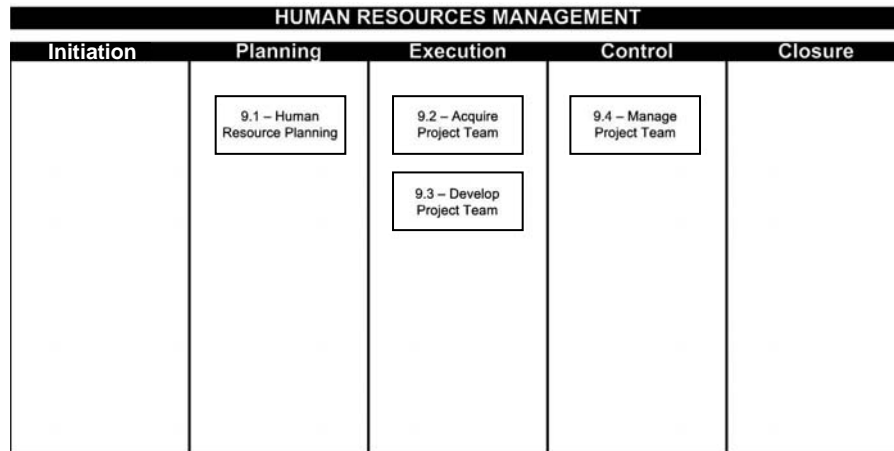 HUMAN RESOURCES MANAGEMENT
Initiation
Planning
Execution
Control
Closure
9.1 – Human
Resource Planning
9.2 – Acquire
Project Team
9.4 – Manage
Project Team
9.3 – Develop
Project Team